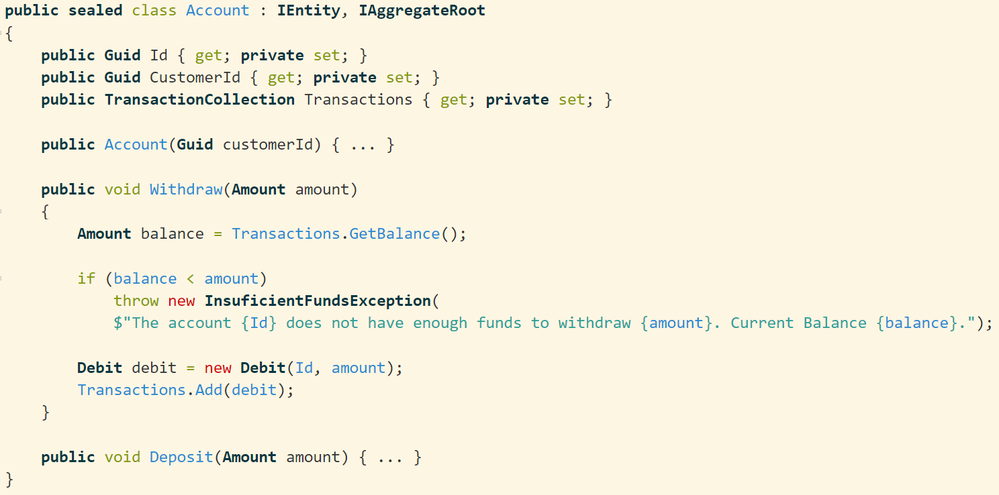 public sealed class Account : IEntity, IAggregateRoot
{
    public Guid Id { get; private set; }
    public Guid CustomerId { get; private set; }
    public TransactionCollection Transactions { get; private set; }

    public Account(Guid customerId) { ... }

    public void Withdraw(Amount amount)
    {
        Amount balance = Transactions.GetBalance();

        if (balance < amount)
            throw new InsuficientFundsException(
            $"The account {Id} does not have enough funds to withdraw {amount}. Current Balance {balance}.");

        Debit debit = new Debit(Id, amount);
        Transactions.Add(debit);
    }

    public void Deposit(Amount amount) { ... }
}